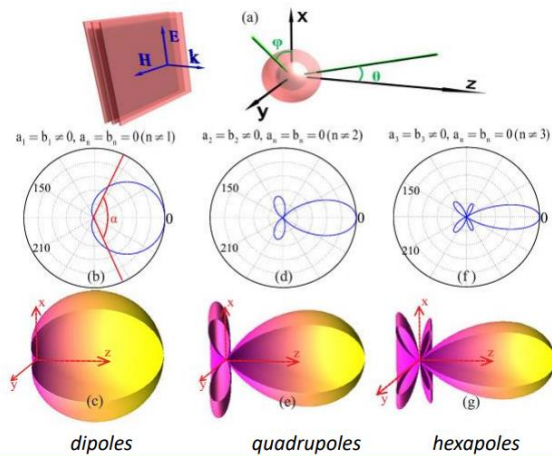 (a)
E
H
k
x
φ
θ
y
z
a₁ = b₁ ≠ 0, aₙ = bₙ = 0 (n ≠ 1)
a₂ = b₂ ≠ 0, aₙ = bₙ = 0 (n ≠ 2)
a₃ = b₃ ≠ 0, aₙ = bₙ = 0 (n ≠ 3)
150
α
0
210
(b)
150
0
210
(d)
150
0
210
(f)
x
z
y
(c)
x
z
y
(e)
x
z
y
(g)
dipoles
quadrupoles
hexapoles